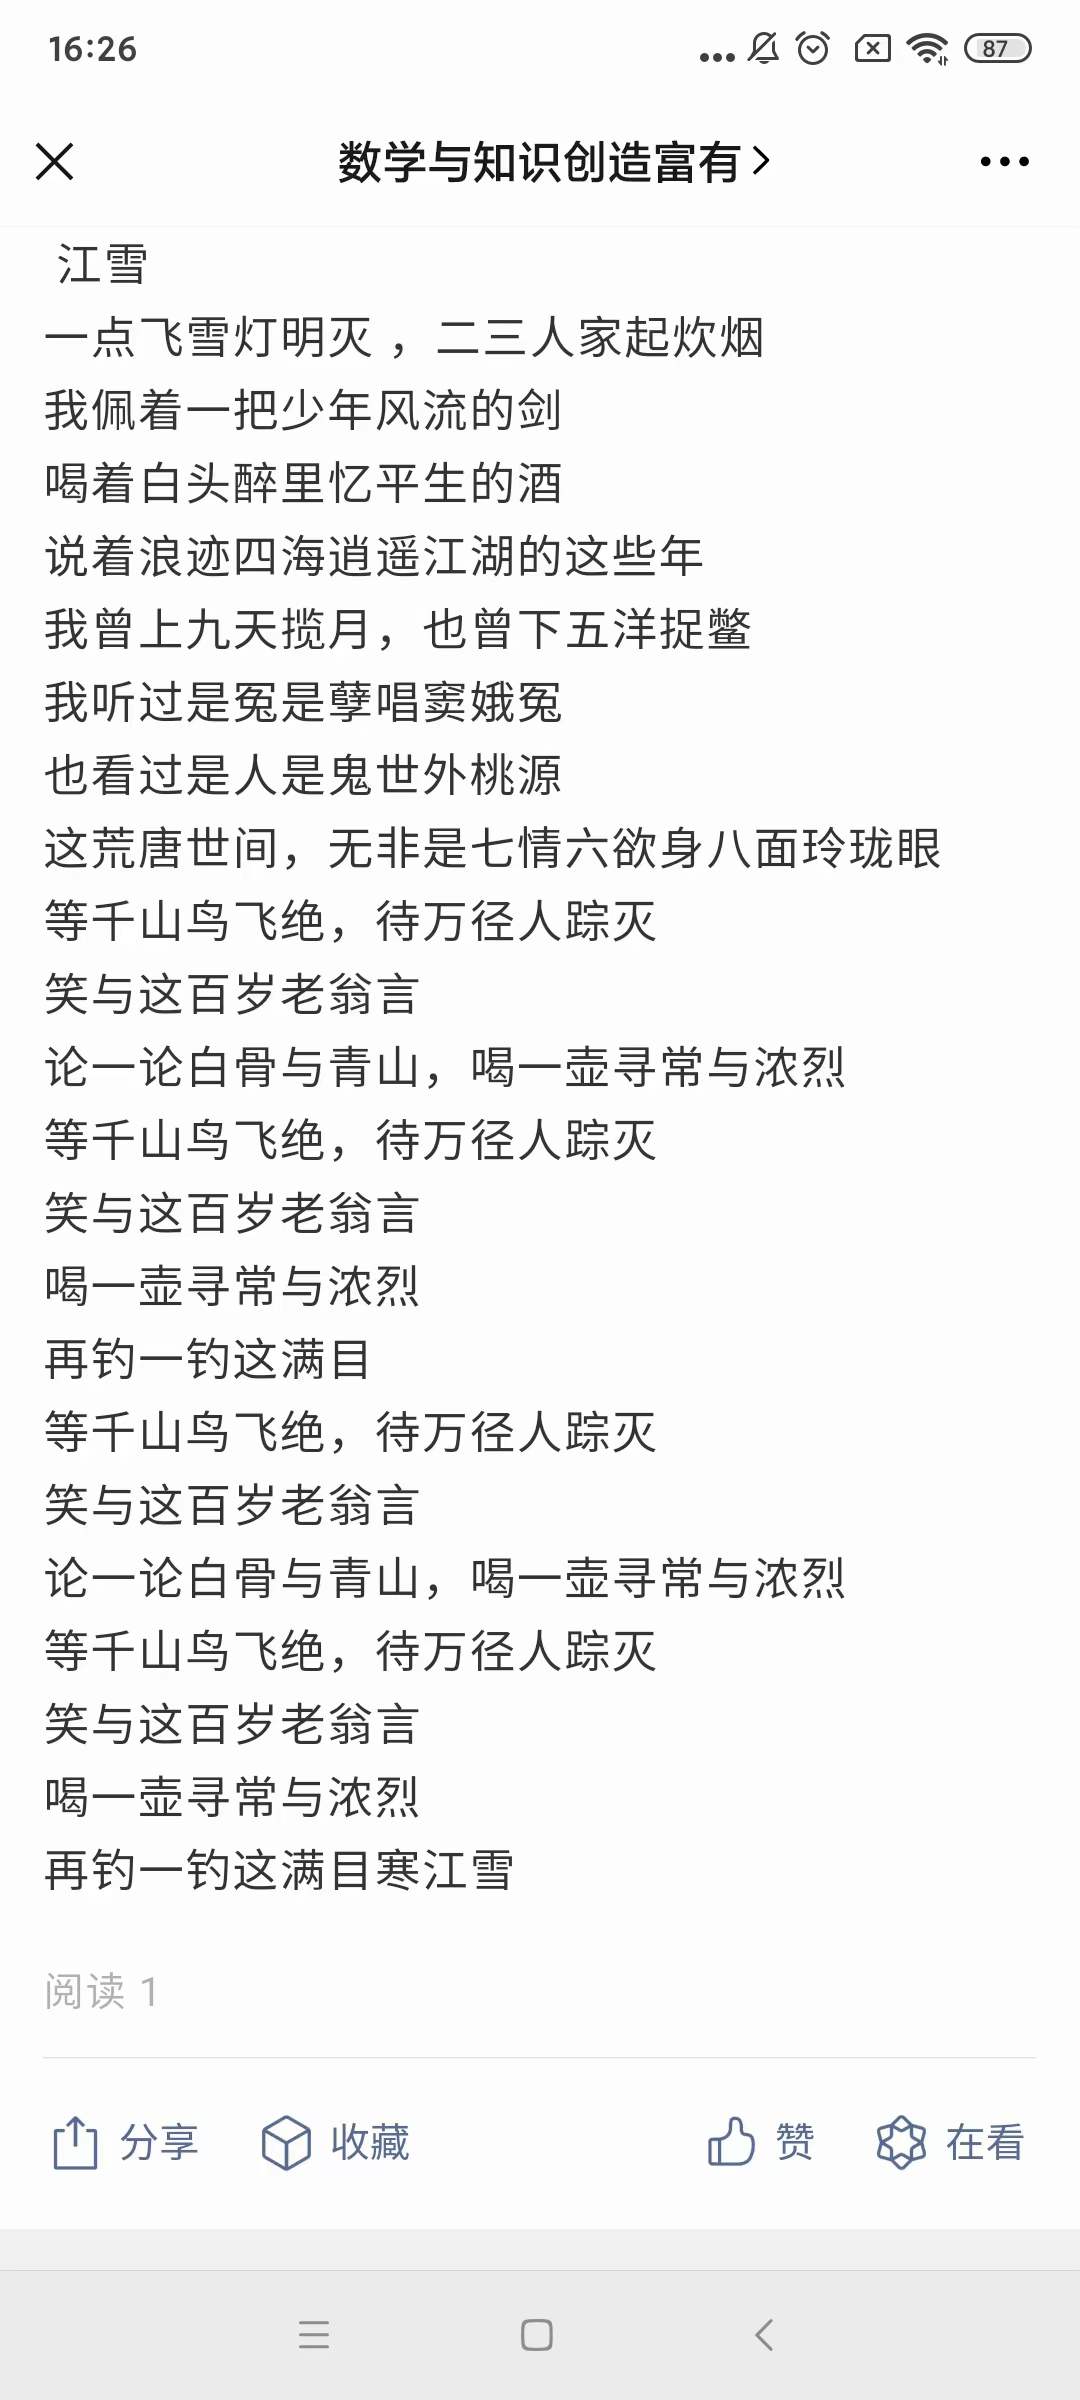 16:26
87
数学与知识创造富有
江雪
一点飞雪灯明灭 ，二三人家起炊烟
我佩着一把少年风流的剑
喝着白头醉里忆平生的酒
说着浪迹四海逍遥江湖的这些年
我曾上九天揽月，也曾下五洋捉鳖
我听过是冤是孽唱窦娥冤
也看过是人是鬼世外桃源
这荒唐世间，无非是七情六欲身八面玲珑眼
等千山鸟飞绝，待万径人踪灭
笑与这百岁老翁言
论一论白骨与青山，喝一壶寻常与浓烈
等千山鸟飞绝，待万径人踪灭
笑与这百岁老翁言
喝一壶寻常与浓烈
再钓一钓这满目
等千山鸟飞绝，待万径人踪灭
笑与这百岁老翁言
论一论白骨与青山，喝一壶寻常与浓烈
等千山鸟飞绝，待万径人踪灭
笑与这百岁老翁言
喝一壶寻常与浓烈
再钓一钓这满目寒江雪
阅读 1
分享 收藏 赞 在看